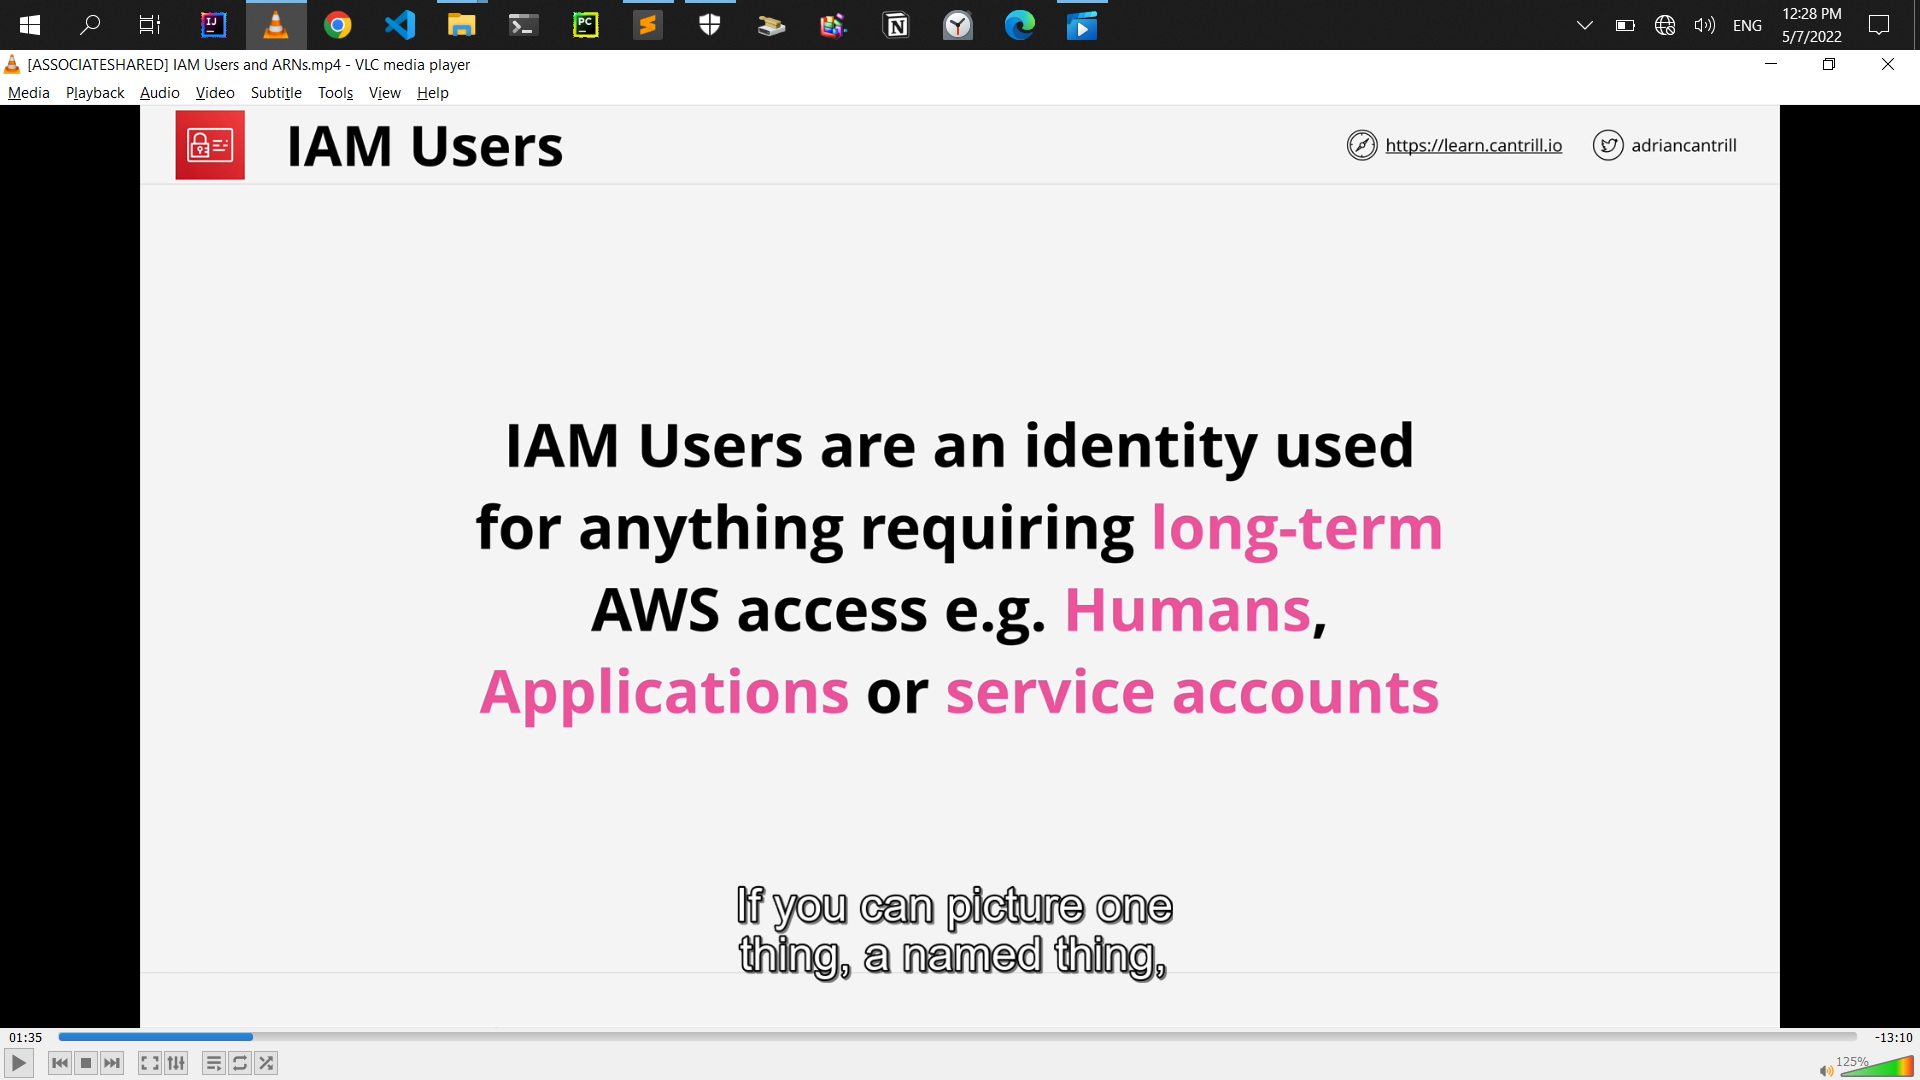 ENG
12:28 PM
5/7/2022
[ASSOCIATESHARED] IAM Users and ARNs.mp4 - VLC media player
Media Playback Audio Video Subtitle Tools View Help
IAM Users
https://learn.cantrill.io
adriancantrill
IAM Users are an identity used
for anything requiring long-term
AWS access e.g. Humans,
Applications or service accounts
If you can picture one
thing, a named thing,
01:35
-13:10
125%